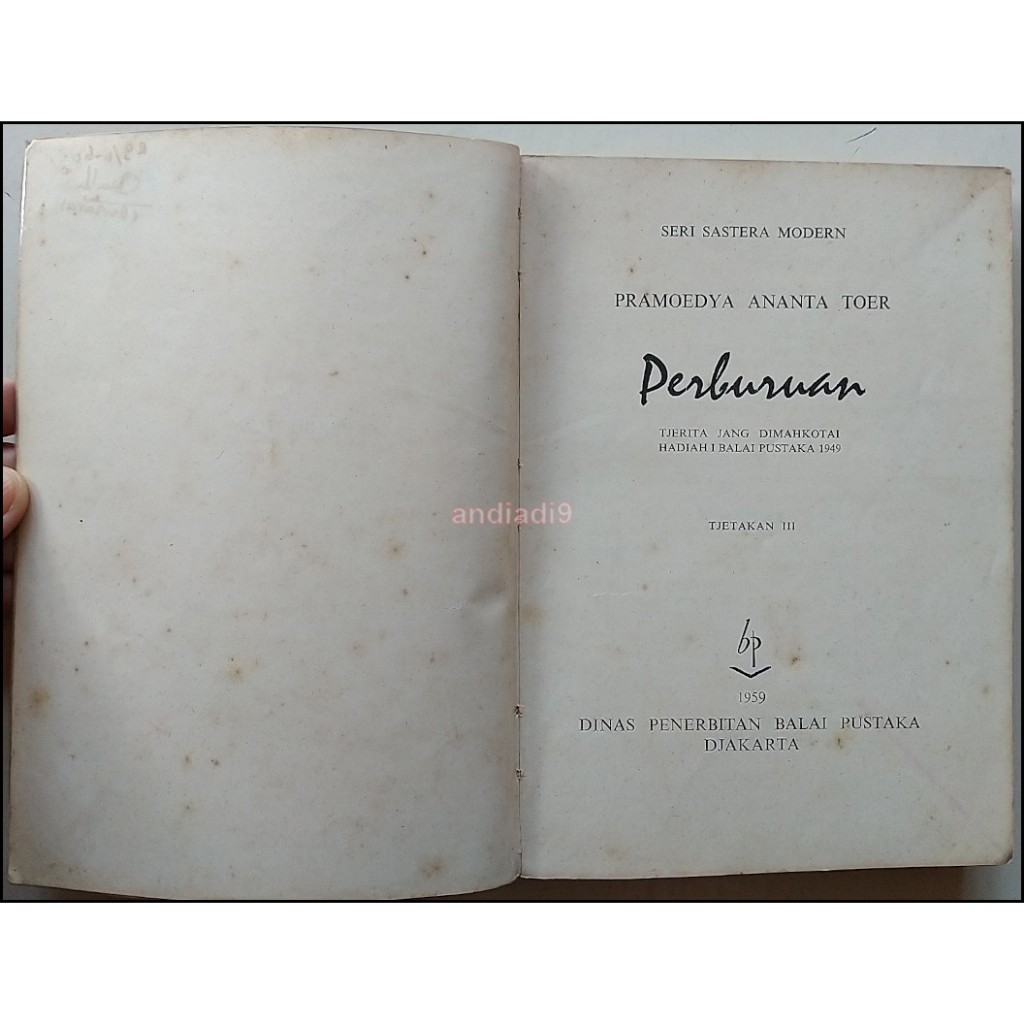 SERI SASTERA MODERN
PRAMOEDYA ANANTA TOER
Perburuan
TJERITA JANG DIMAHKOTAI
HADIAH I BALAI PUSTAKA 1949
andiadi9
TJETAKAN III
bp
1959
DINAS PENERBITAN BALAI PUSTAKA
DJAKARTA